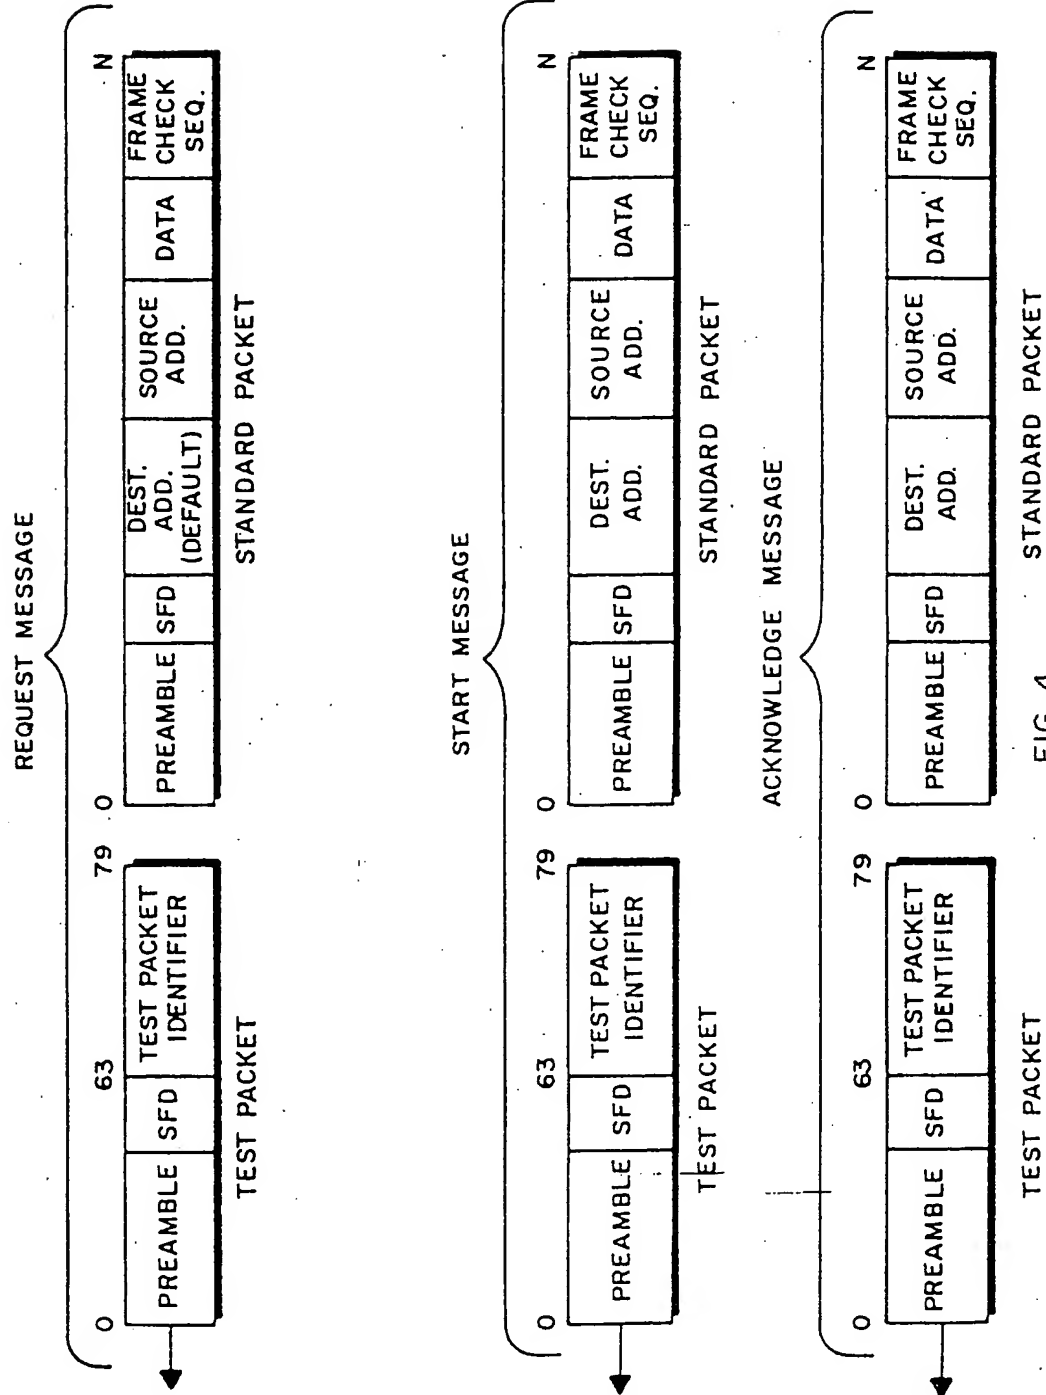 REQUEST MESSAGE
0 63 79 0 N
PREAMBLE SFD TEST PACKET IDENTIFIER PREAMBLE SFD DEST. ADD. (DEFAULT) SOURCE ADD. DATA FRAME CHECK SEQ.
TEST PACKET STANDARD PACKET
START MESSAGE
0 63 79 0 N
PREAMBLE SFD TEST PACKET IDENTIFIER PREAMBLE SFD DEST. ADD. SOURCE ADD. DATA FRAME CHECK SEQ.
TEST PACKET STANDARD PACKET
ACKNOWLEDGE MESSAGE
0 63 79 0 N
PREAMBLE SFD TEST PACKET IDENTIFIER PREAMBLE SFD DEST. ADD. SOURCE ADD. DATA FRAME CHECK SEQ.
TEST PACKET STANDARD PACKET
FIG. 4